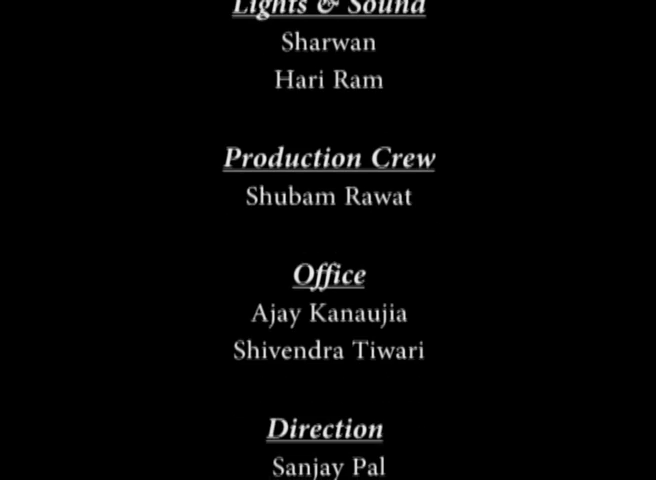 Lights & Sound
Sharwan
Hari Ram
Production Crew
Shubam Rawat
Office
Ajay Kanaujia
Shivendra Tiwari
Direction
Sanjay Pal